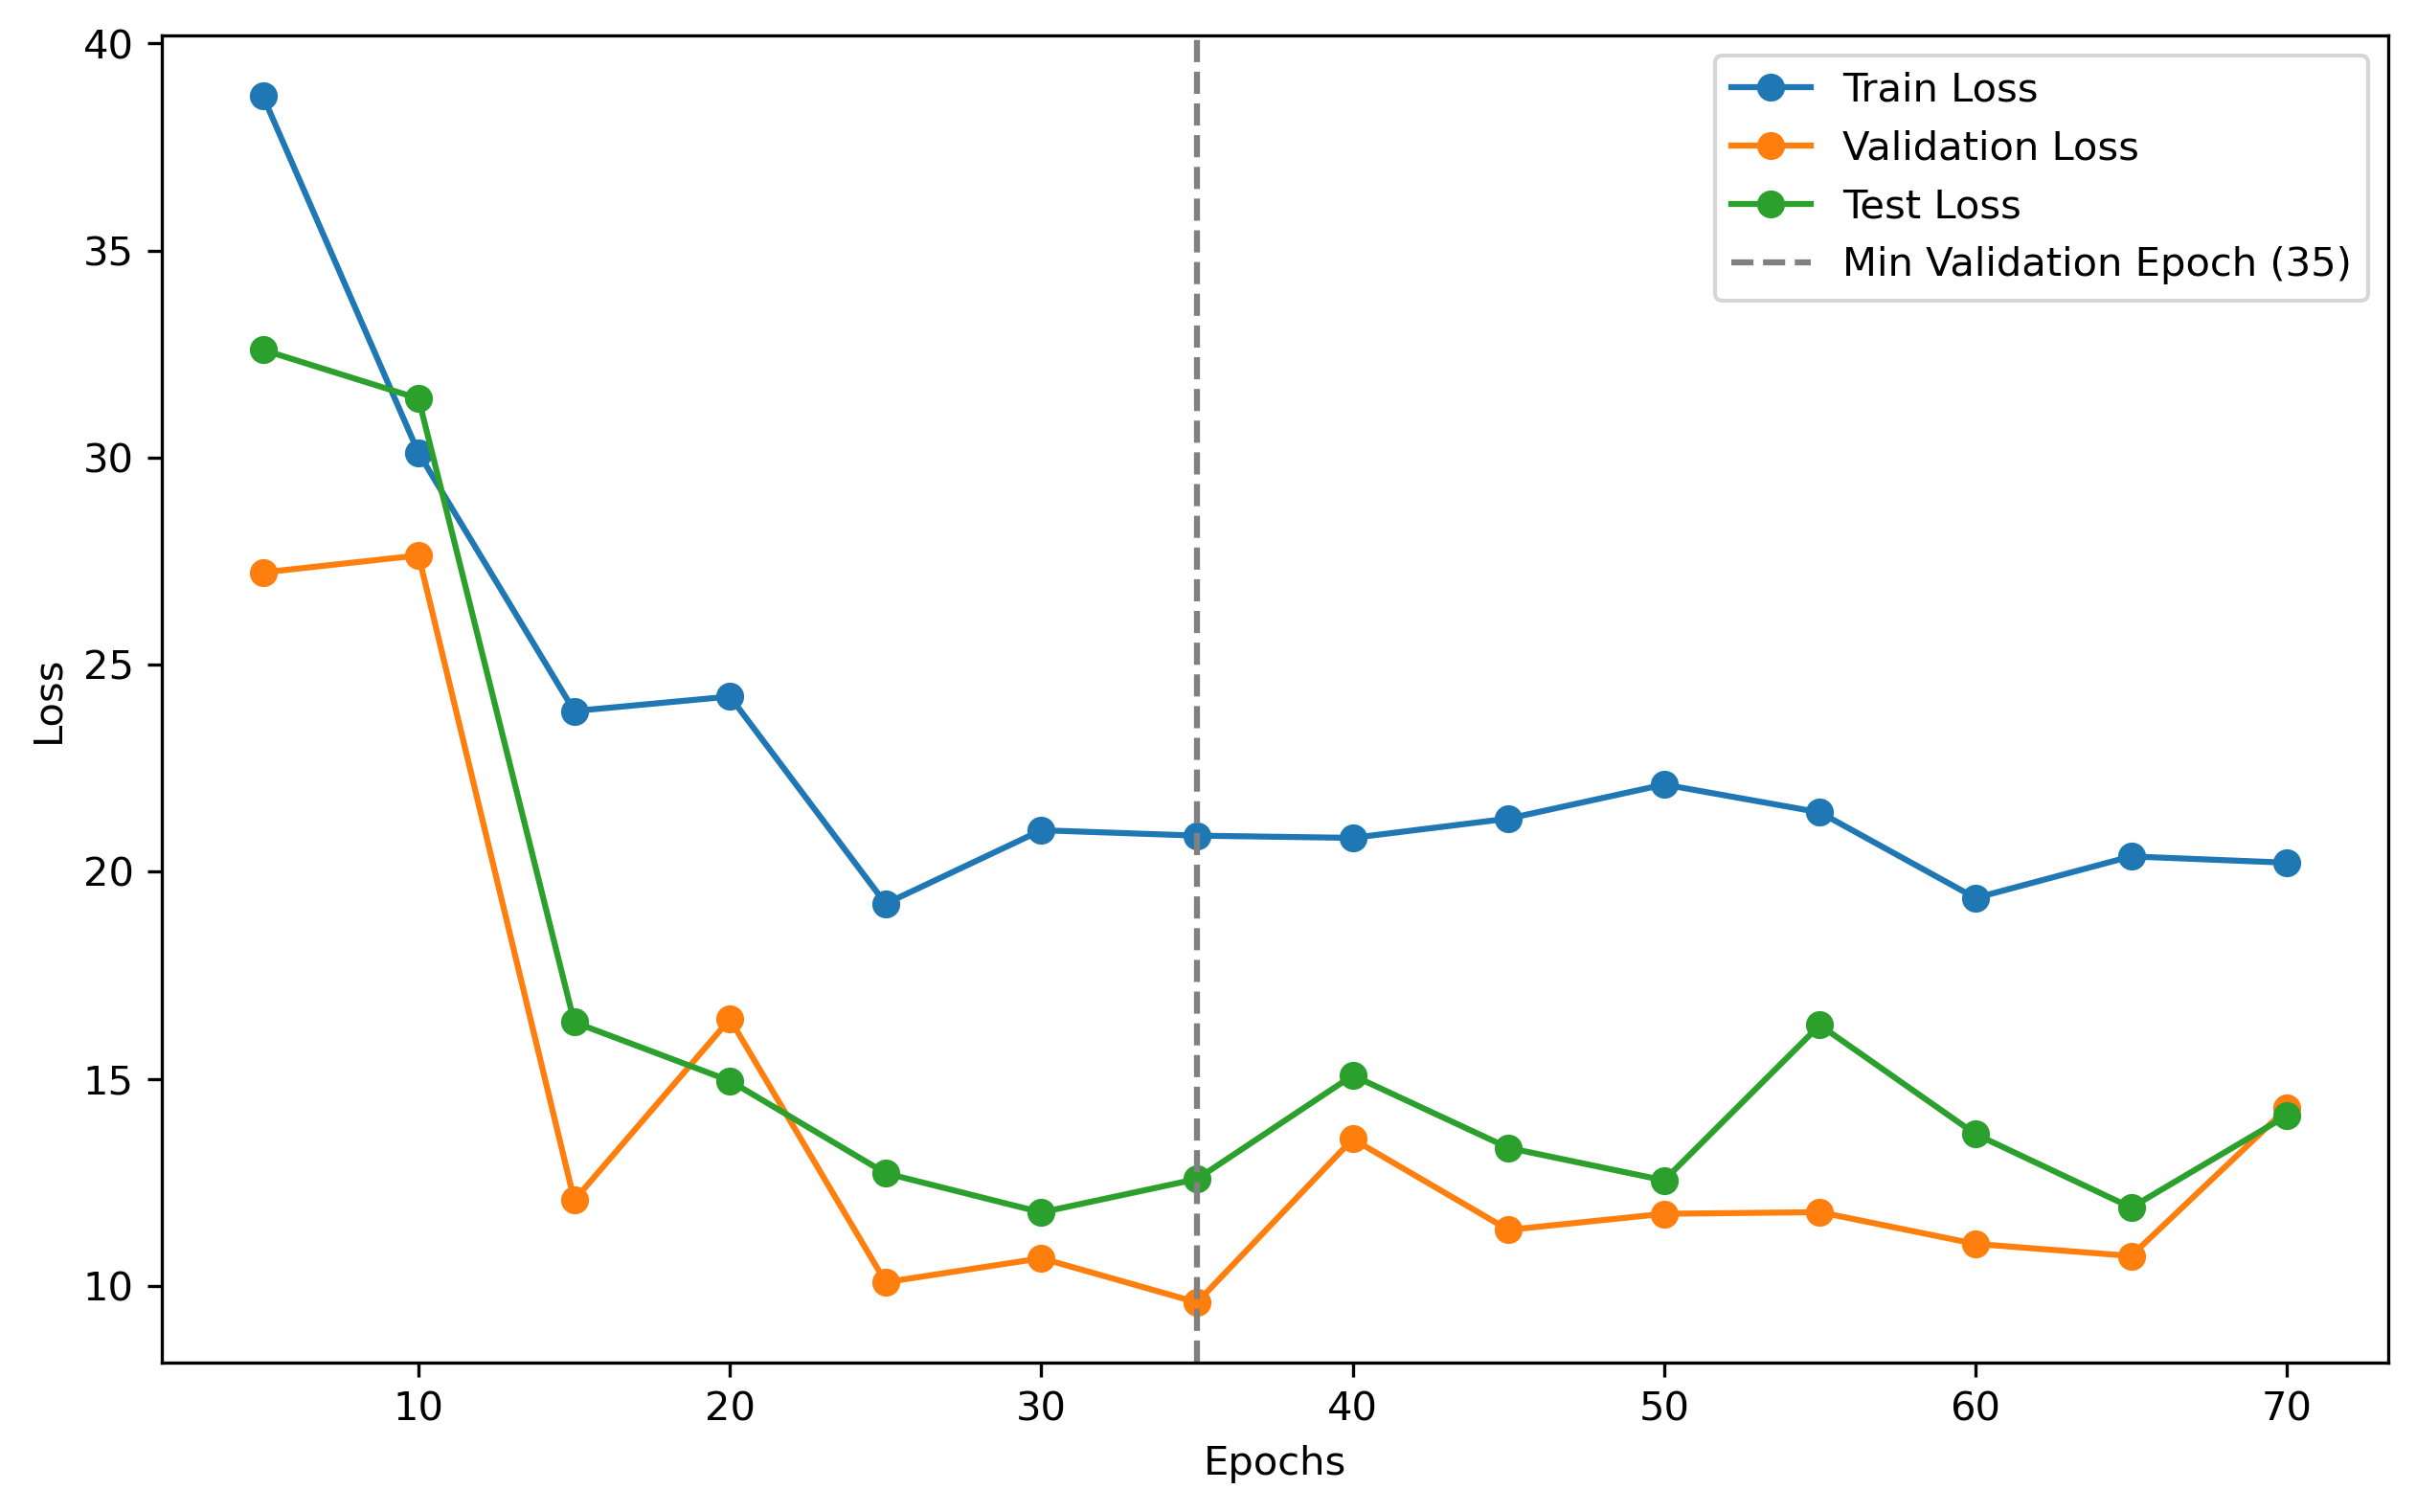 Train Loss
Validation Loss
Test Loss
Min Validation Epoch (35)
40
35
30
25
20
15
10
Loss
10 20 30 40 50 60 70
Epochs